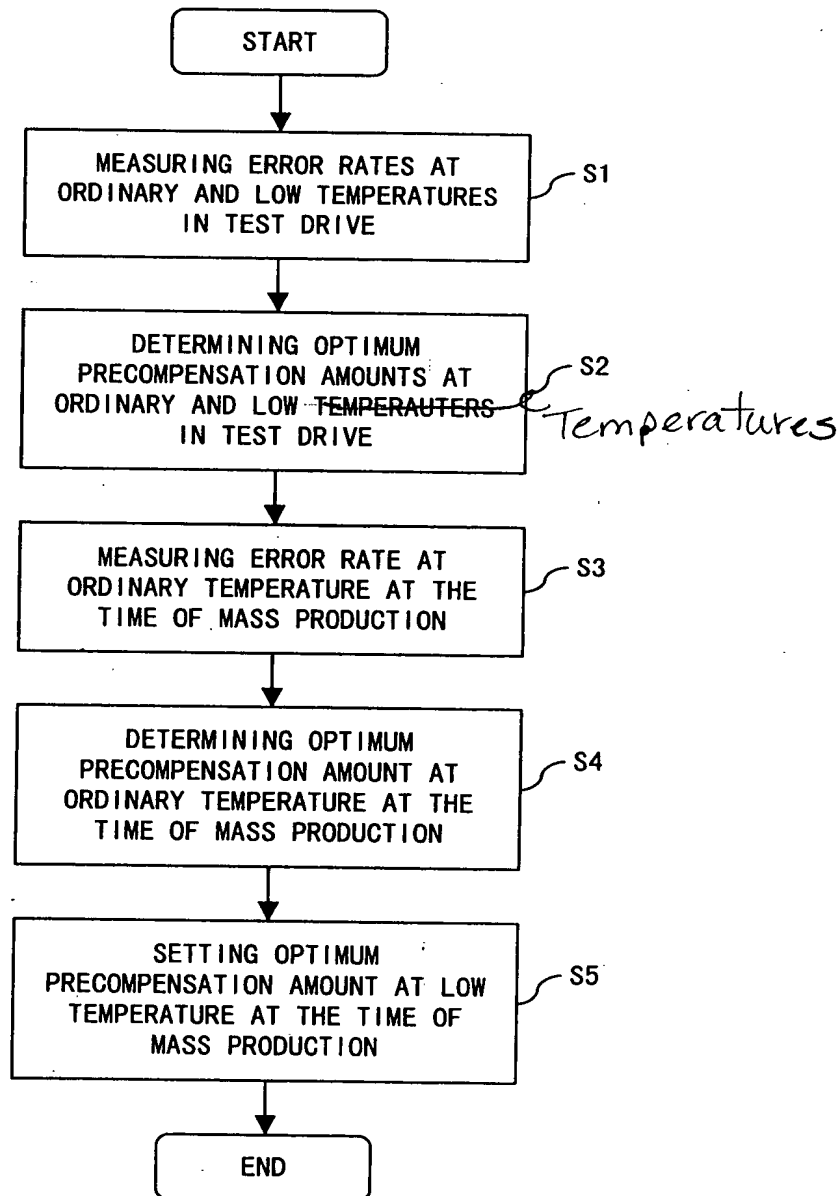 START
MEASURING ERROR RATES AT
ORDINARY AND LOW TEMPERATURES
IN TEST DRIVE
S1
DETERMINING OPTIMUM
PRECOMPENSATION AMOUNTS AT
ORDINARY AND LOW TEMPERAUTERS
IN TEST DRIVE
S2
Temperatures
MEASURING ERROR RATE AT
ORDINARY TEMPERATURE AT THE
TIME OF MASS PRODUCTION
S3
DETERMINING OPTIMUM
PRECOMPENSATION AMOUNT AT
ORDINARY TEMPERATURE AT THE
TIME OF MASS PRODUCTION
S4
SETTING OPTIMUM
PRECOMPENSATION AMOUNT AT LOW
TEMPERATURE AT THE TIME OF
MASS PRODUCTION
S5
END